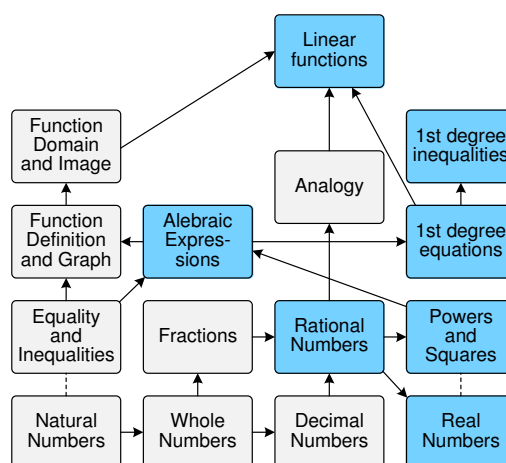 Linear
functions
Function
Domain
and Image
1st degree
inequalities
Analogy
Function
Definition
and Graph
Alebraic
Expres-
sions
1st degree
equations
Equality
and
Inequalities
Fractions
Rational
Numbers
Powers
and
Squares
Natural
Numbers
Whole
Numbers
Decimal
Numbers
Real
Numbers